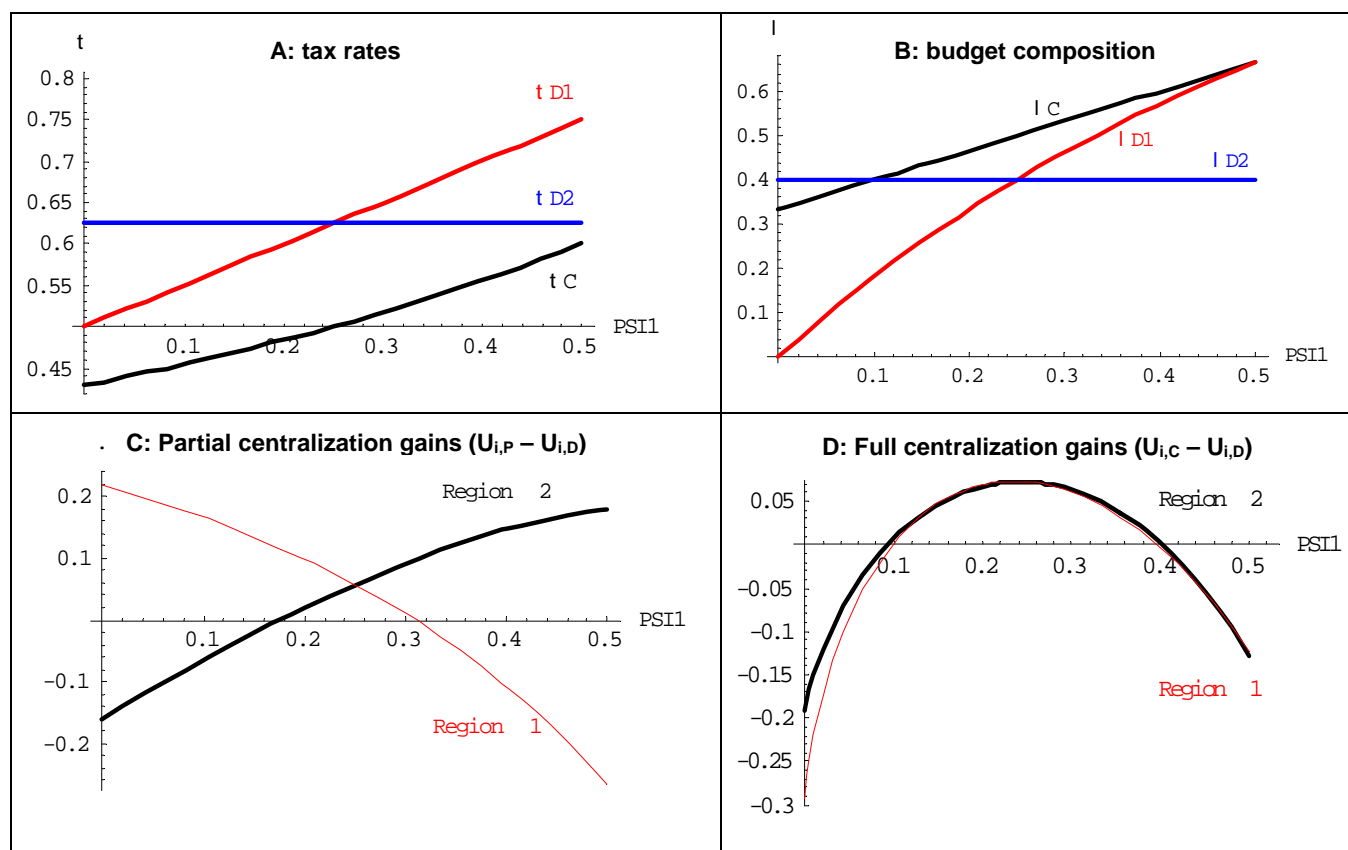 t
A: tax rates
0.8
t D1
0.75
0.7
0.65
t D2
0.6
t C
0.55
PSI1
0.1 0.2 0.3 0.4 0.5
0.45
l
B: budget composition
0.6
l C
0.5
l D1
l D2
0.4
0.3
0.2
0.1
PSI1
0.1 0.2 0.3 0.4 0.5
. C: Partial centralization gains (Ui,P – Ui,D)
0.2
Region 2
0.1
PSI1
0.1 0.2 0.3 0.4 0.5
-0.1
Region 1
-0.2
D: Full centralization gains (Ui,C – Ui,D)
0.05
Region 2
PSI1
0.1 0.2 0.3 0.4 0.5
-0.05
-0.1
-0.15
Region 1
-0.2
-0.25
-0.3